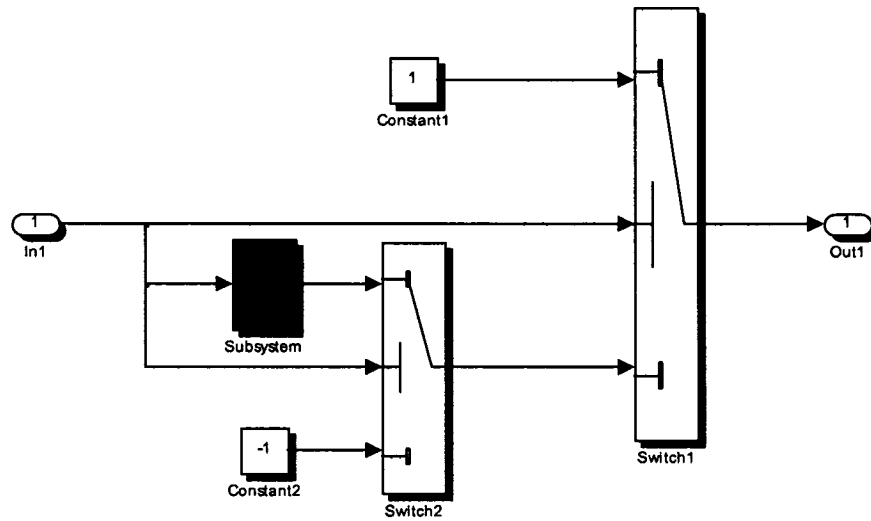 1
Constant1
1
In1
1
Out1
Subsystem
-1
Constant2
Switch2
Switch1